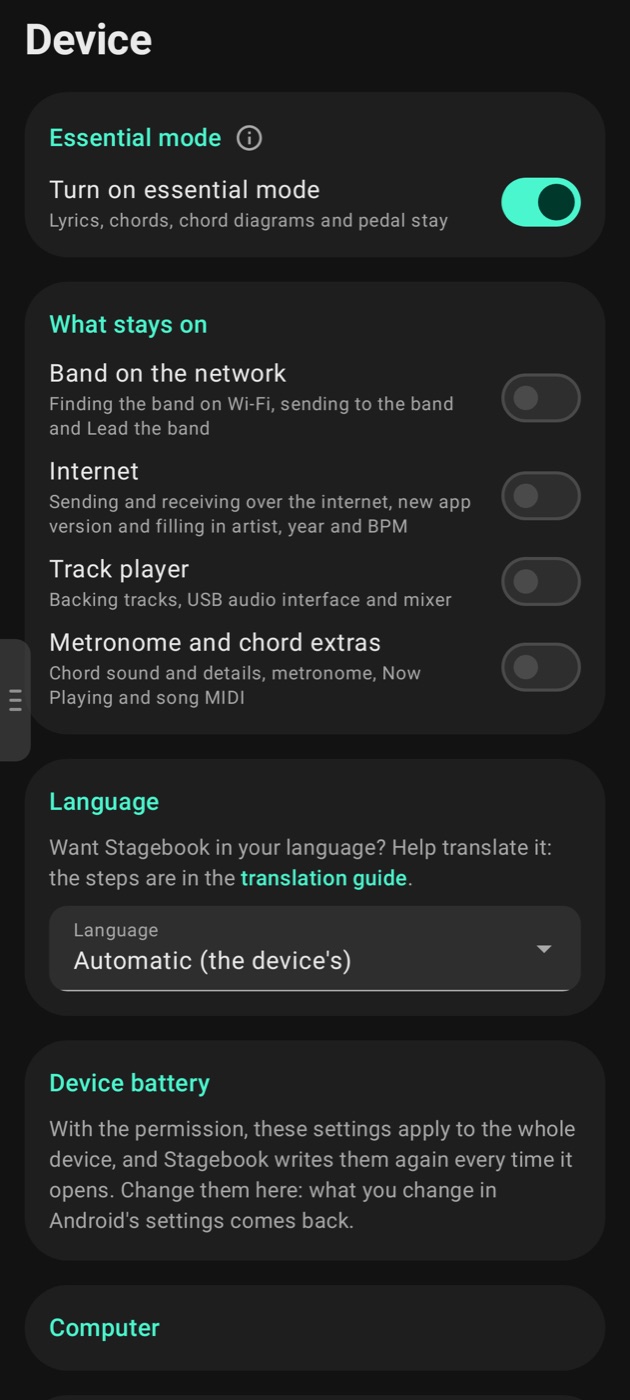 Device
Essential mode
Turn on essential mode
Lyrics, chords, chord diagrams and pedal stay
What stays on
Band on the network
Finding the band on Wi-Fi, sending to the band
and Lead the band
Internet
Sending and receiving over the internet, new app
version and filling in artist, year and BPM
Track player
Backing tracks, USB audio interface and mixer
Metronome and chord extras
Chord sound and details, metronome, Now
Playing and song MIDI
Language
Want Stagebook in your language? Help translate it:
the steps are in the translation guide.
Language
Automatic (the device's)
Device battery
With the permission, these settings apply to the whole
device, and Stagebook writes them again every time it
opens. Change them here: what you change in
Android's settings comes back.
Computer